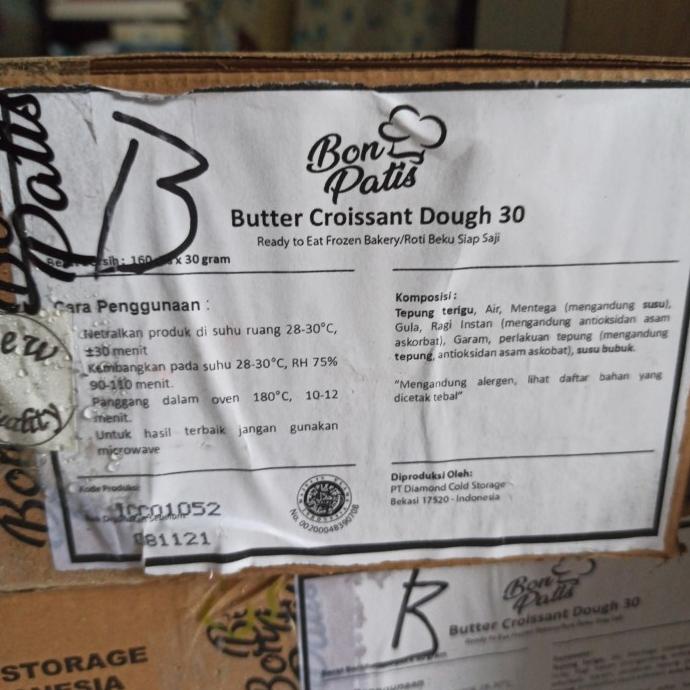 B
Bon
Patis
Butter Croissant Dough 30
Ready to Eat Frozen Bakery/Roti Beku Siap Saji
x 30 gram
Cara Penggunaan :
Netralkan produk di suhu ruang 28-30°C,
±30 menit
Kembangkan pada suhu 28-30°C, RH 75%
90-110 menit.
Panggang dalam oven 180°C, 10-12
menit.
Untuk hasil terbaik jangan gunakan
microwave
Kode Produksi
081121
Komposisi :
Tepung terigu, Air, Mentega (mengandung susu),
Gula, Ragi Instan (mengandung antioksidan asam
askorbat), Garam, perlakuan tepung (mengandung
tepung, antioksidan asam askobat), susu bubuk.
"Mengandung alergen, lihat daftar bahan yang
dicetak tebal"
Diproduksi Oleh:
PT Diamond Cold Storage
Bekasi 17520 - Indonesia
Patis
STORAGE
B
Bon
Patis
Butter Croissant Dough 30